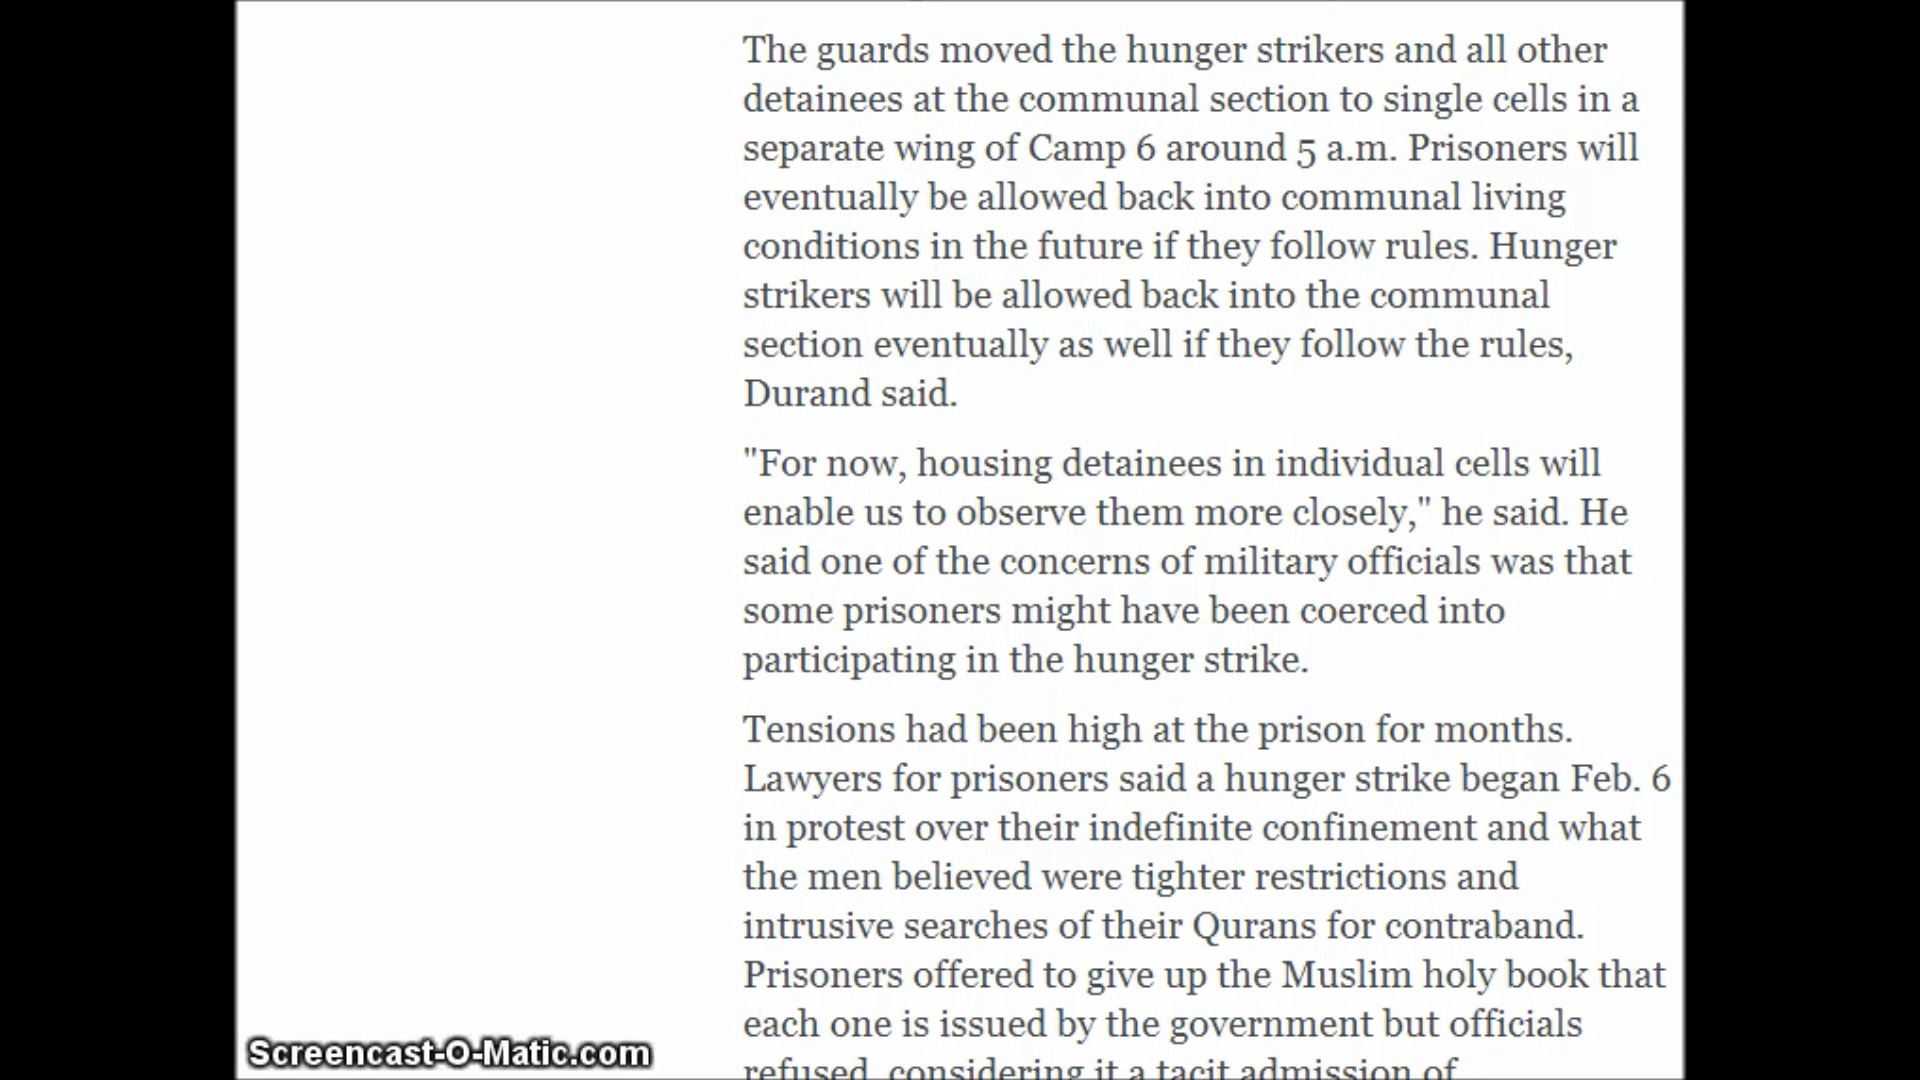 The guards moved the hunger strikers and all other
detainees at the communal section to single cells in a
separate wing of Camp 6 around 5 a.m. Prisoners will
eventually be allowed back into communal living
conditions in the future if they follow rules. Hunger
strikers will be allowed back into the communal
section eventually as well if they follow the rules,
Durand said.
"For now, housing detainees in individual cells will
enable us to observe them more closely," he said. He
said one of the concerns of military officials was that
some prisoners might have been coerced into
participating in the hunger strike.
Tensions had been high at the prison for months.
Lawyers for prisoners said a hunger strike began Feb. 6
in protest over their indefinite confinement and what
the men believed were tighter restrictions and
intrusive searches of their Qurans for contraband.
Prisoners offered to give up the Muslim holy book that
each one is issued by the government but officials
refused, considering it a tacit admission of
Screencast-O-Matic.com